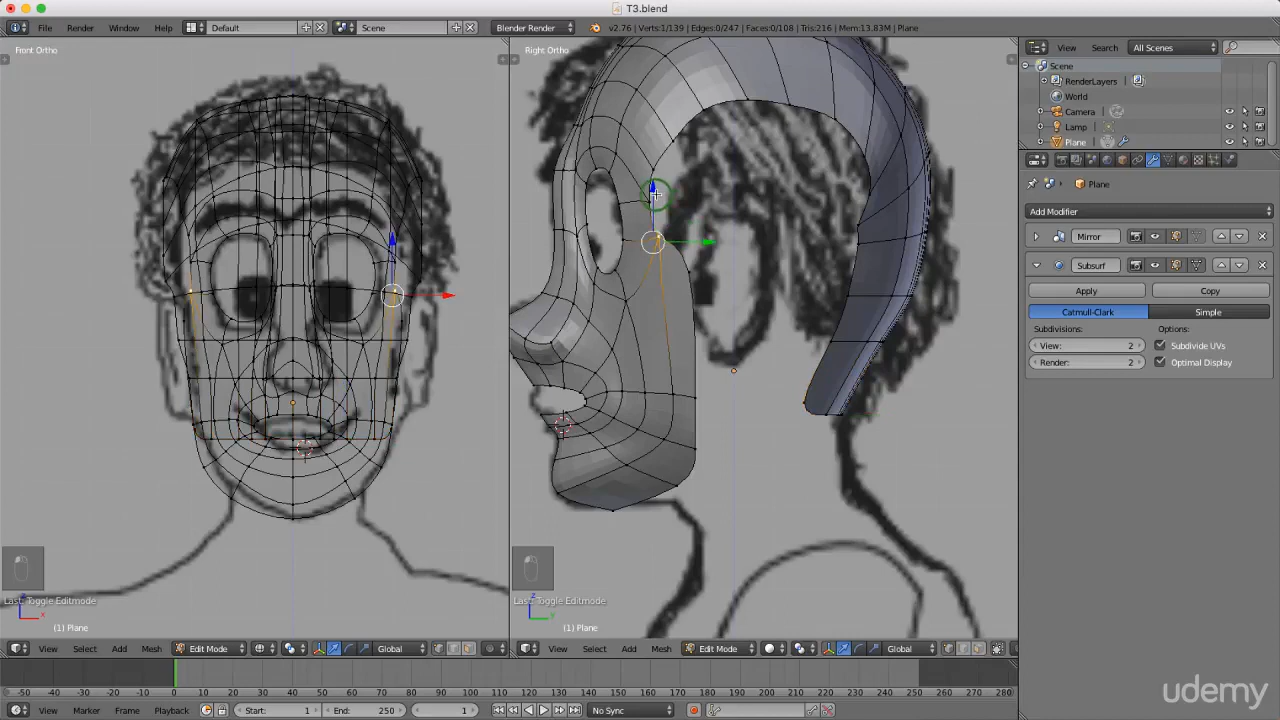 T3.blend
File Render Window Help Default Scene Blender Render v2.76 | Verts:1/139 | Edges:0/247 | Faces:0/108 | Tris:216 | Mem:13.83M | Plane
Front Ortho
Right Ortho
View Search All Scenes
Scene
RenderLayers
World
Camera
Lamp
Plane
Plane
Add Modifier
Mirror
Subsurf
Apply Copy
Catmull-Clark Simple
Subdivisions: Options:
View: 2 Subdivide UVs
Render: 2 Optimal Display
Last: Toggle Editmode
Last: Toggle Editmode
(1) Plane
(1) Plane
View Select Add Mesh Edit Mode Global
View Select Add Mesh Edit Mode Global
-50 -40 -30 -20 -10 0 10 20 30 40 50 60 70 80 90 100 110 120 130 140 150 160 170 180 190 200 210 220 230 240 250 260 270 280
View Marker Frame Playback Start: 1 End: 250 1 No Sync
udemy